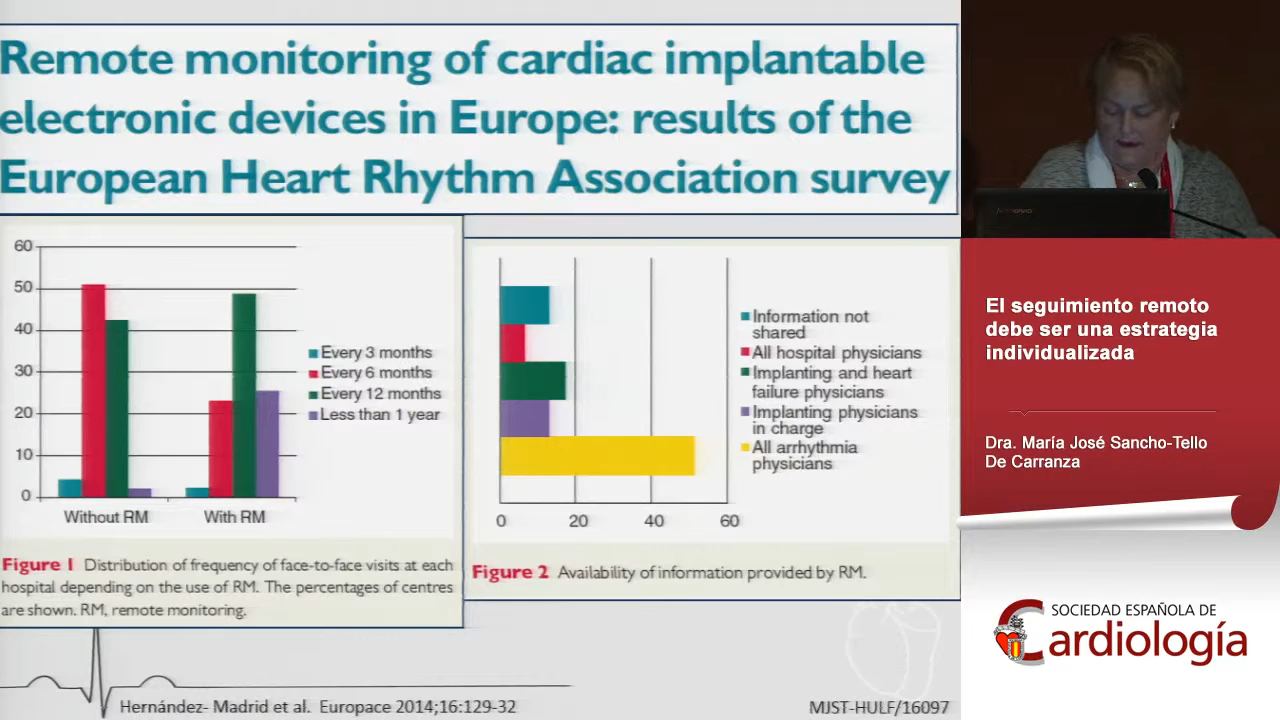 Remote monitoring of cardiac implantable
electronic devices in Europe: results of the
European Heart Rhythm Association survey
60
50
40
30
20
10
0
Without RM
With RM
Every 3 months
Every 6 months
Every 12 months
Less than 1 year
Figure 1 Distribution of frequency of face-to-face visits at each
hospital depending on the use of RM. The percentages of centres
are shown. RM, remote monitoring.
Information not
shared
All hospital physicians
Implanting and heart
failure physicians
Implanting physicians
in charge
All arrhythmia
physicians
0
20
40
60
Figure 2 Availability of information provided by RM.
Hernández- Madrid et al. Europace 2014;16:129-32
MJST-HULF/16097
El seguimiento remoto
debe ser una estrategia
individualizada
Dra. María José Sancho-Tello
De Carranza
SOCIEDAD ESPAÑOLA DE
Cardiología